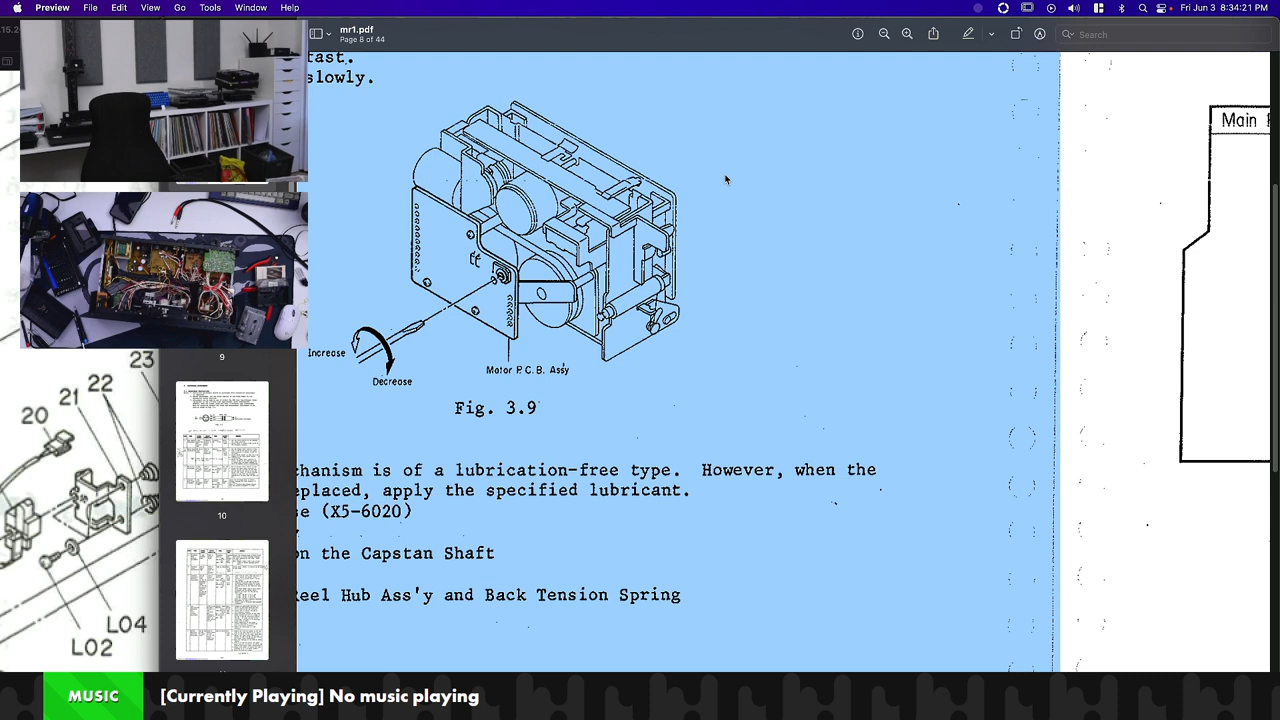 Preview File Edit View Go Tools Window Help
Fri Jun 3 8:34:21 PM
mr1.pdf
Page 8 of 44
Search
fast.
slowly.
Main
Increase
Decrease
Motor P.C.B. Ass'y
Fig. 3.9
chanism is of a lubrication-free type. However, when the
eplaced, apply the specified lubricant.
se (X5-6020)
on the Capstan Shaft
Reel Hub Ass'y and Back Tension Spring
9
10
23
22
21
20
L04
L02
MUSIC
[Currently Playing] No music playing